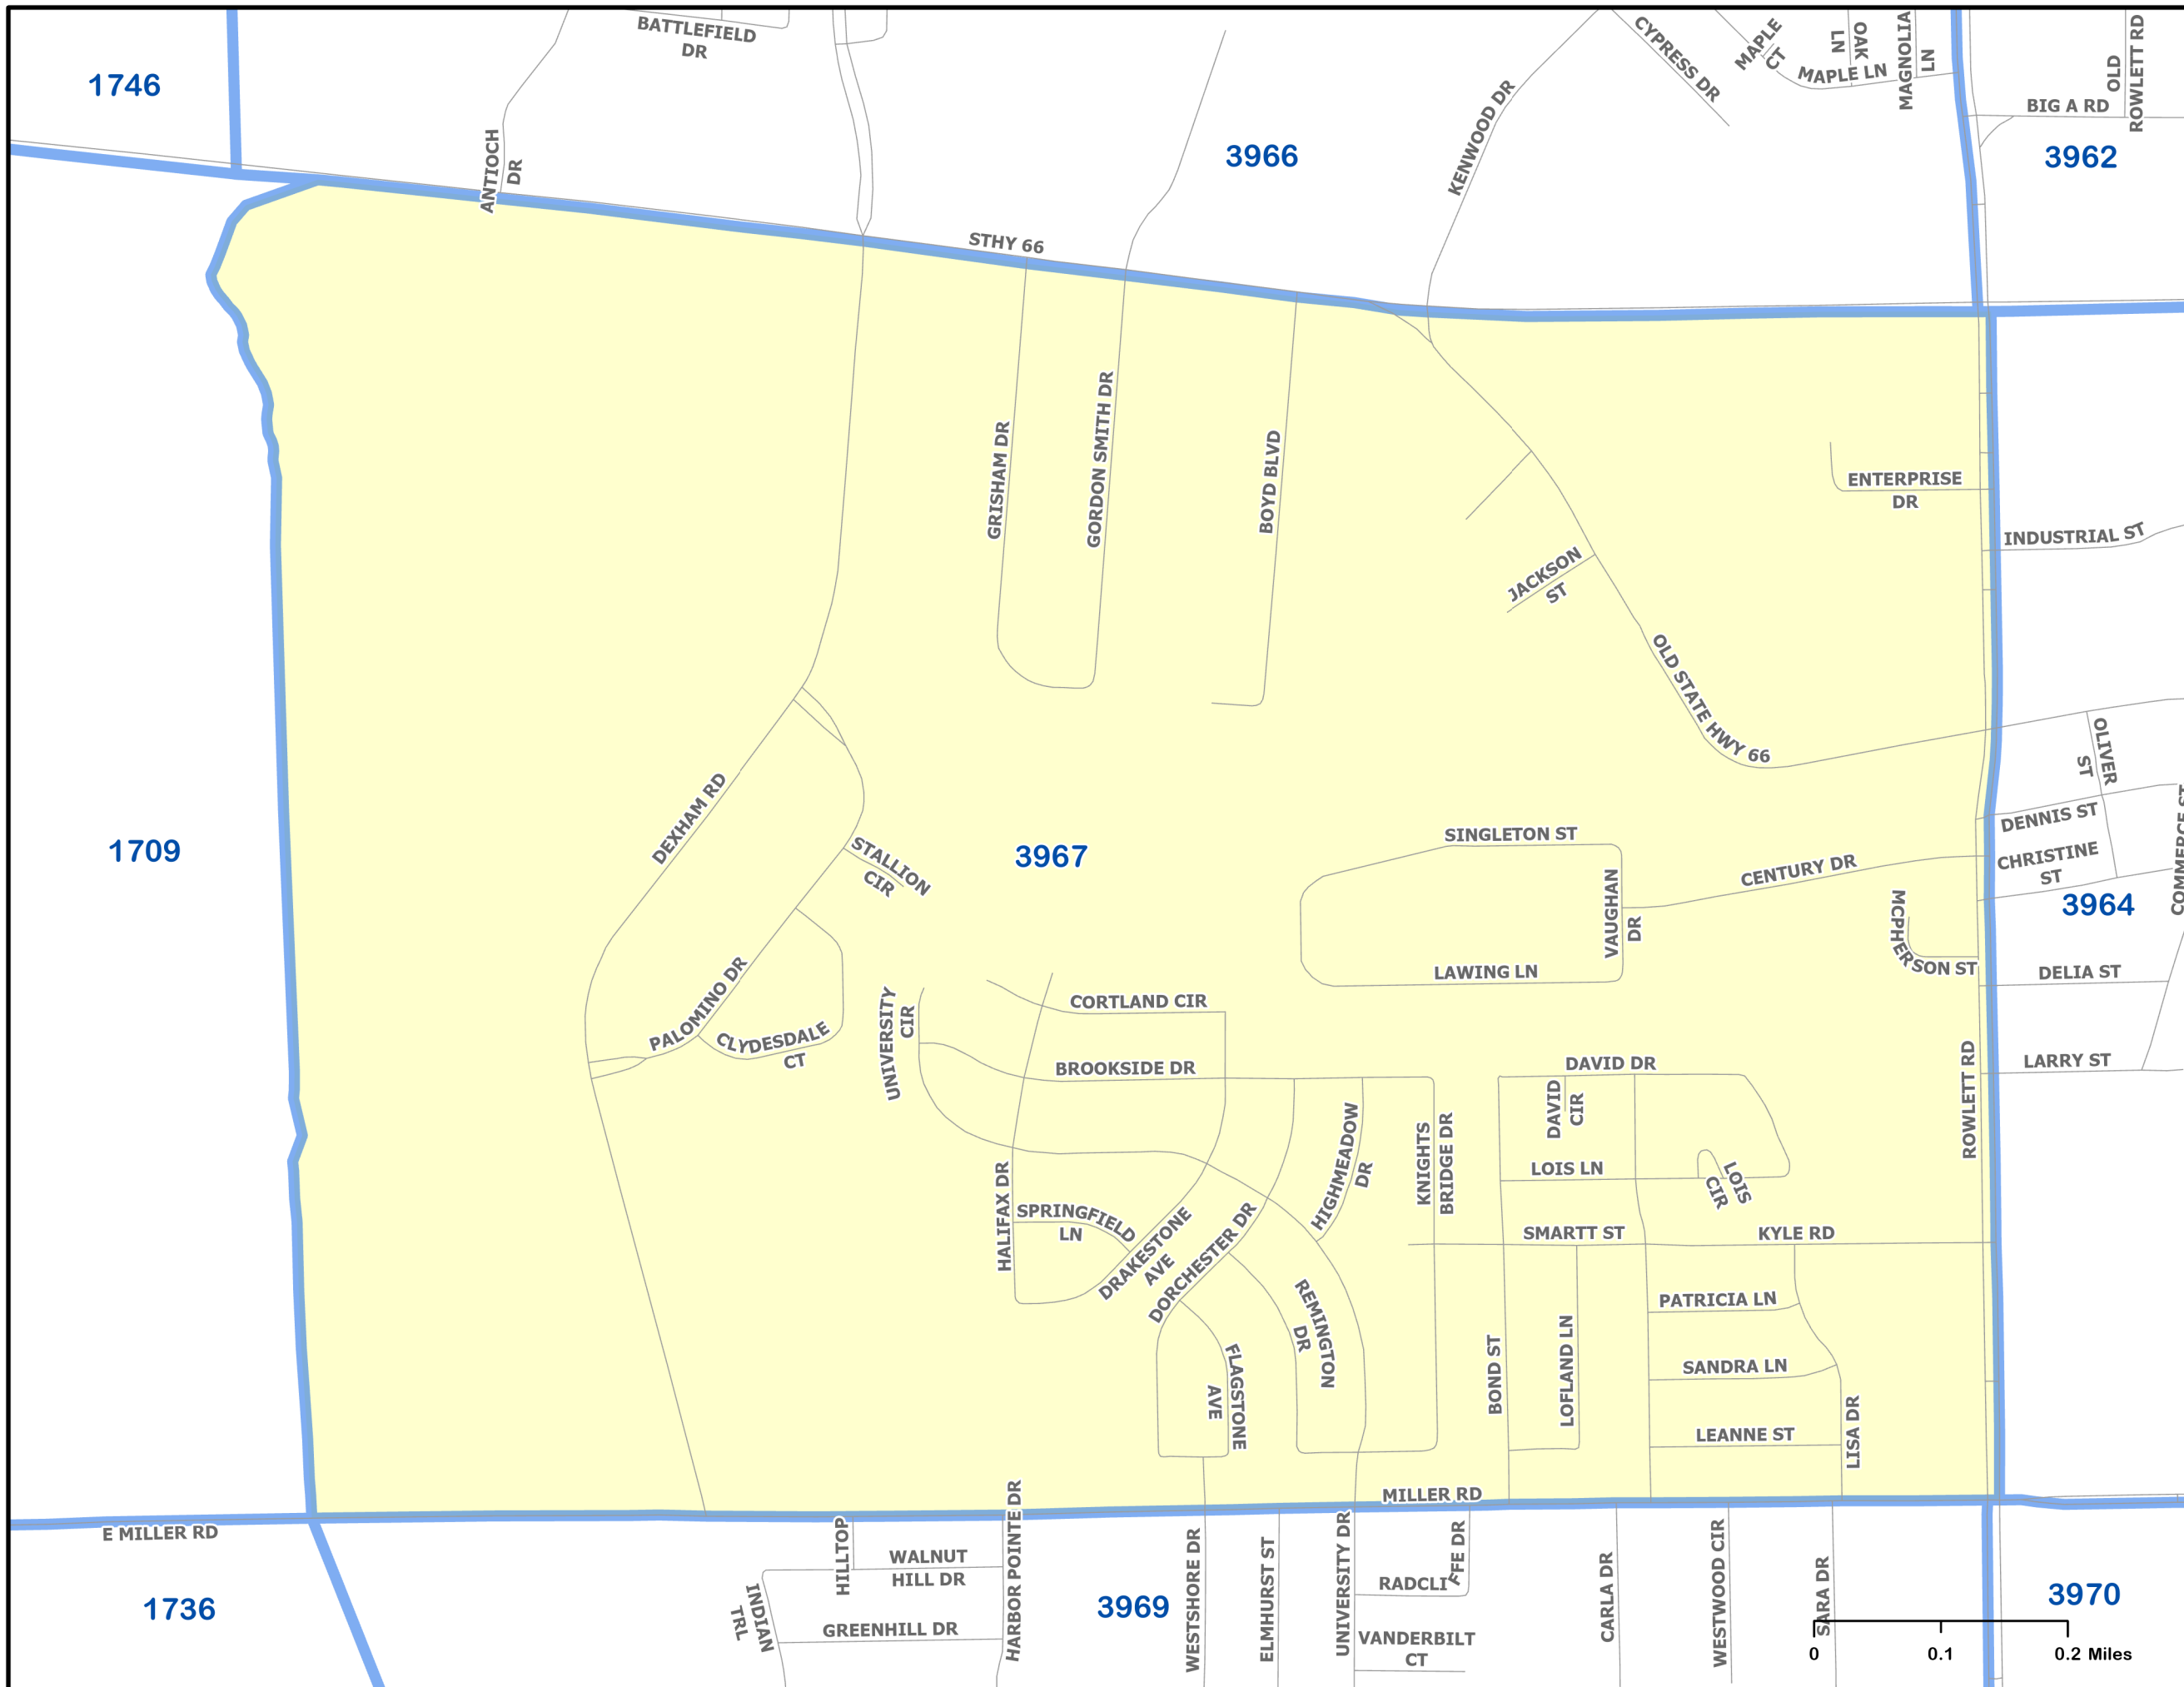 BATTLEFIELD
DR
CYPRESS DR
MAPLE
CT
MAPLE LN
OAK
LN
MAGNOLIA
LN
OLD
ROWLETT RD
BIG A RD
1746
3966
3962
ANTIOCH
DR
KENWOOD DR
STHY 66
GRISHAM DR
GORDON SMITH DR
BOYD BLVD
ENTERPRISE
DR
INDUSTRIAL ST
JACKSON
ST
OLD STATE HWY 66
OLIVER
ST
DENNIS ST
CHRISTINE
ST
COMMERCE ST
DEXHAM RD
1709
3967
3964
STALLION
CIR
SINGLETON ST
VAUGHAN
DR
CENTURY DR
MCPHERSON ST
LAWING LN
DELIA ST
LARRY ST
PALOMINO DR
CLYDESDALE
CT
UNIVERSITY
CIR
CORTLAND CIR
BROOKSIDE DR
DAVID DR
DAVID
CIR
ROWLETT RD
HIGHMEADOW
DR
KNIGHTS
BRIDGE DR
LOIS LN
LOIS
CIR
HALIFAX DR
SPRINGFIELD
LN
DRAKESTONE
AVE
DORCHESTER DR
SMARTT ST
KYLE RD
REMINGTON
DR
PATRICIA LN
FLAGSTONE
AVE
BOND ST
LOFLAND LN
SANDRA LN
LEANNE ST
LISA DR
MILLER RD
E MILLER RD
HILLTOP
WALNUT
HILL DR
HARBOR POINTE DR
INDIAN
TRL
GREENHILL DR
WESTSHORE DR
ELMHURST ST
UNIVERSITY DR
RADCLIFFE DR
VANDERBILT
CT
CARLA DR
WESTWOOD CIR
SARA DR
1736
3969
3970
0 0.1 0.2 Miles